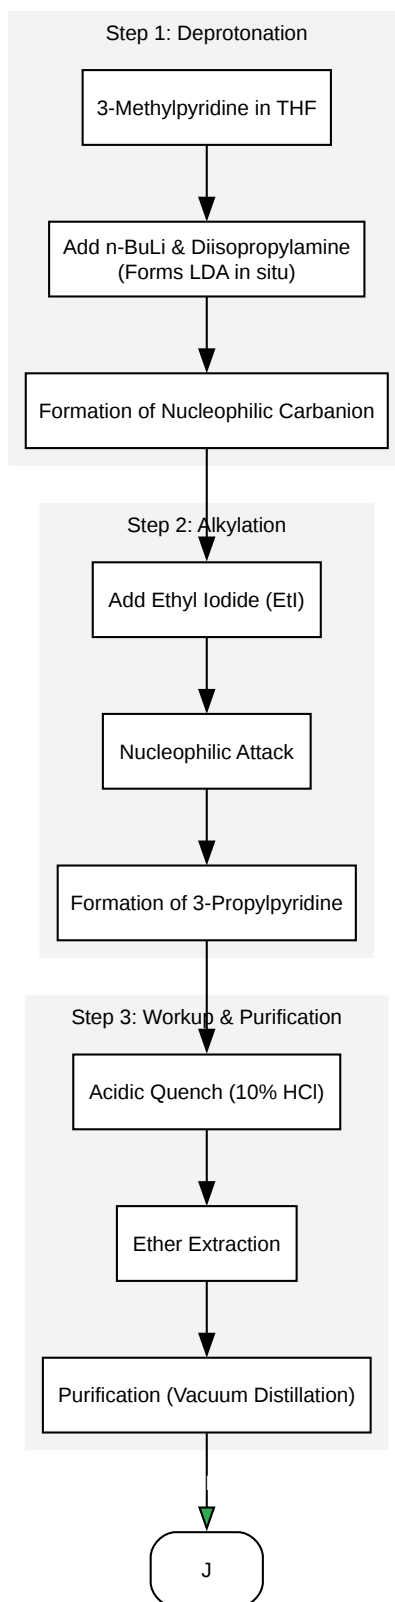 Step 1: Deprotonation
3-Methylpyridine in THF
Add n-BuLi & Diisopropylamine
(Forms LDA in situ)
Formation of Nucleophilic Carbanion
Step 2: Alkylation
Add Ethyl Iodide (EtI)
Nucleophilic Attack
Formation of 3-Propylpyridine
Step 3: Workup & Purification
Acidic Quench (10% HCl)
Ether Extraction
Purification (Vacuum Distillation)
J